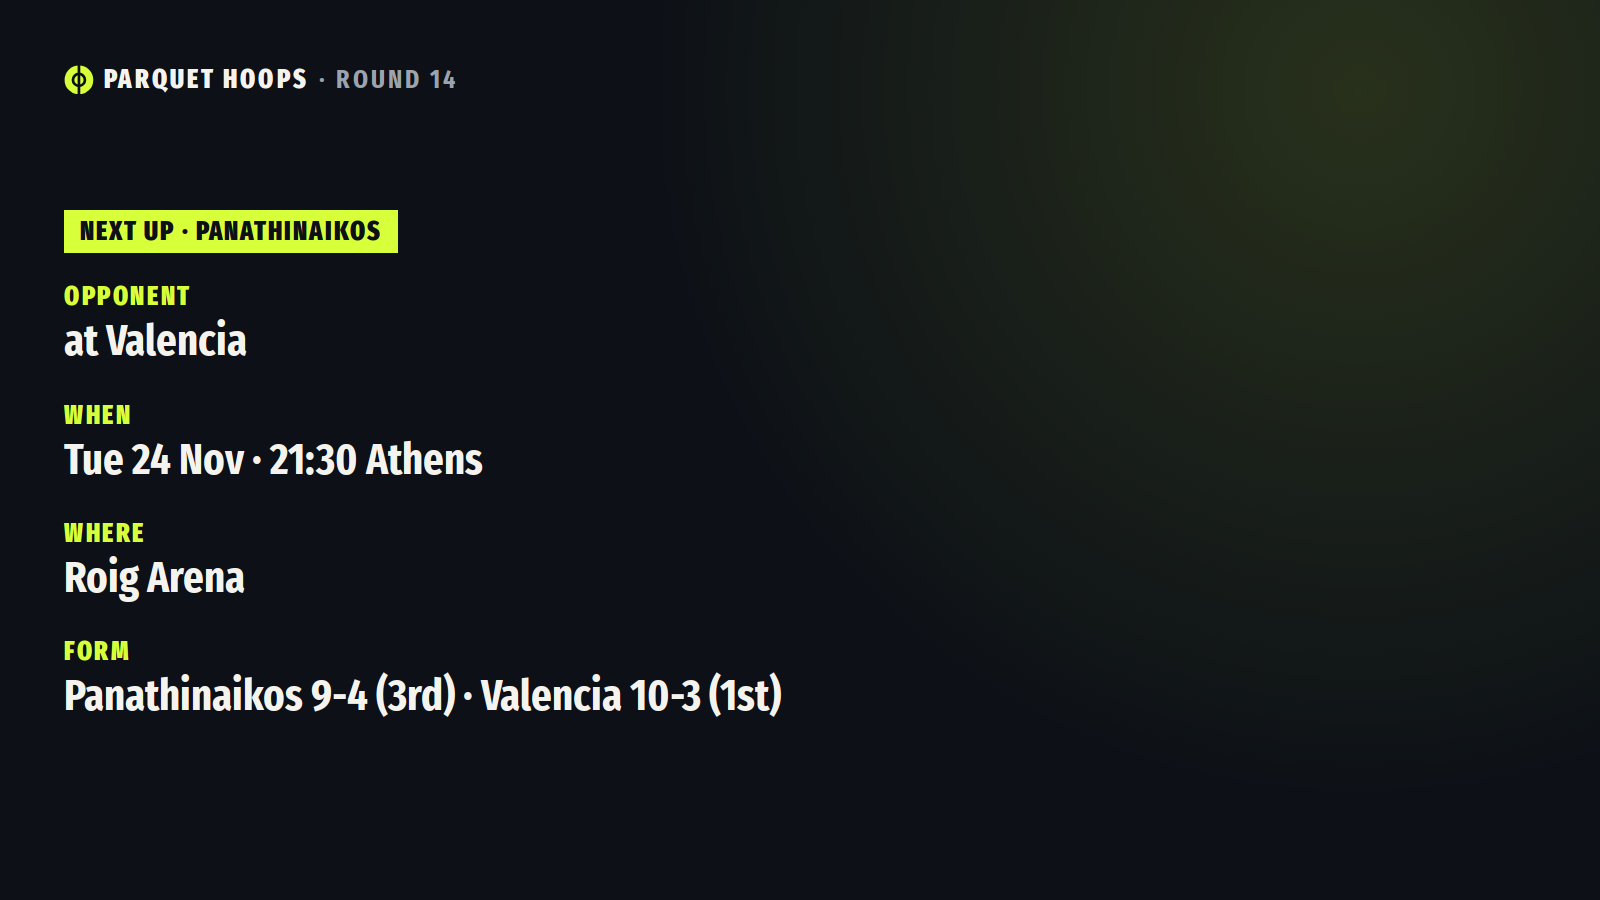 PARQUET HOOPS · ROUND 14
NEXT UP · PANATHINAIKOS
OPPONENT
at Valencia
WHEN
Tue 24 Nov · 21:30 Athens
WHERE
Roig Arena
FORM
Panathinaikos 9-4 (3rd) · Valencia 10-3 (1st)